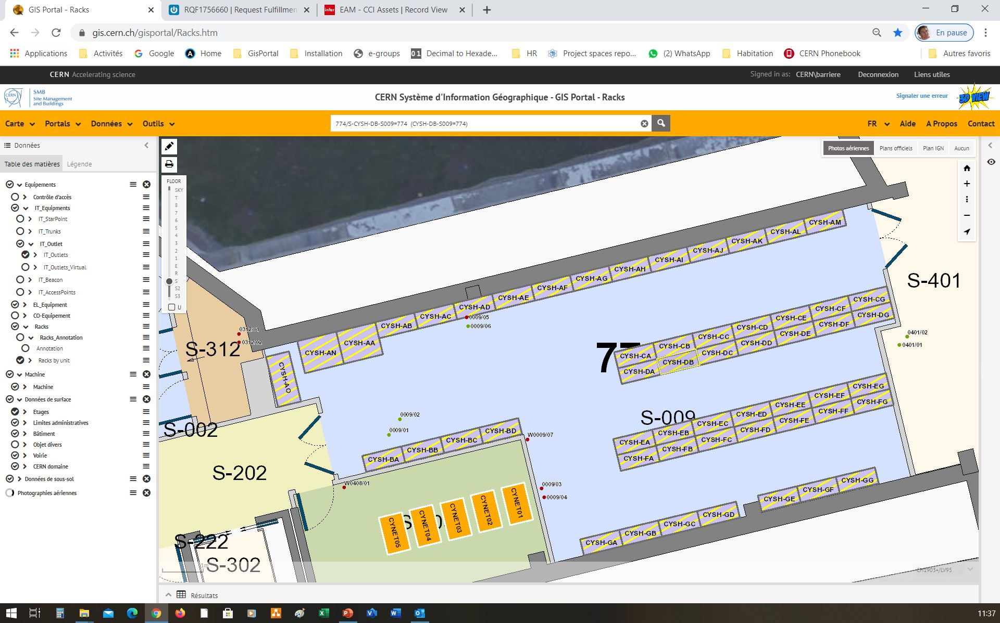 GIS Portal - Racks
RQF1756660 | Request Fulfillmen
infor
EAM - CCI Assets | Record View
gis.cern.ch/gisportal/Racks.htm
En pause
Applications
Activités
Google
Home
GisPortal
Installation
e-groups
Decimal to Hexade...
HR
Project spaces repo...
(2) WhatsApp
Habitation
CERN Phonebook
Autres favoris
CERN Accelerating science
Signed in as: CERN\barriere
Deconnexion
Liens utiles
CERN
SMB
Site Management
and Buildings
CERN Système d'Information Géographique - GIS Portal - Racks
Signaler une erreur
3D VIEW
Carte
Portals
Données
Outils
774/S-CYSH-DB-S009=774 (CYSH-DB-S009=774)
FR
Aide
A Propos
Contact
Données
Table des matières
Légende
Equipements
Contrôle d'accès
IT_Equipments
IT_StarPoint
IT_Trunks
IT_Outlet
IT_Outlets
IT_Outlets_Virtual
IT_Beacon
IT_AccessPoints
EL_Equipment
CO-Equipement
Racks
Racks_Annotation
Annotation
Racks by unit
Machine
Machine
Données de surface
Etages
Limites administratives
Bâtiment
Objet divers
Voirie
CERN domaine
Données de sous-sol
Photographies aériennes
FLOOR
SKY
T
8
7
6
5
4
3
2
1
E
R
S
S2
S3
U
Photos aériennes
Plans officiels
Plan IGN
Aucun
CYSH-AM
CYSH-AL
CYSH-AK
CYSH-AJ
CYSH-AI
CYSH-AH
CYSH-AG
CYSH-AF
CYSH-AE
CYSH-AD
CYSH-AC
CYSH-AB
CYSH-AA
CYSH-AN
CYSH-AO
0009/05
0009/06
0312/01
0312/02
S-312
S-401
0401/02
0401/01
77
CYSH-CG
CYSH-CF
CYSH-CE
CYSH-CD
CYSH-CC
CYSH-CB
CYSH-CA
CYSH-DG
CYSH-DF
CYSH-DE
CYSH-DD
CYSH-DC
CYSH-DB
CYSH-DA
S-009
CYSH-EG
CYSH-EF
CYSH-EE
CYSH-ED
CYSH-EC
CYSH-EB
CYSH-EA
CYSH-FG
CYSH-FF
CYSH-FE
CYSH-FD
CYSH-FC
CYSH-FB
CYSH-FA
0009/02
0009/01
S-002
CYSH-BD
CYSH-BC
CYSH-BB
CYSH-BA
W0009/07
S-202
W0408/01
0009/03
0009/04
CYSH-GG
CYSH-GF
CYSH-GE
CYSH-GD
CYSH-GC
CYSH-GB
CYSH-GA
CYNET01
CYNET02
CYNET03
CYNET04
CYNET05
S-222
S-302
1m
CH1903+/LV95
Résultats
11:37